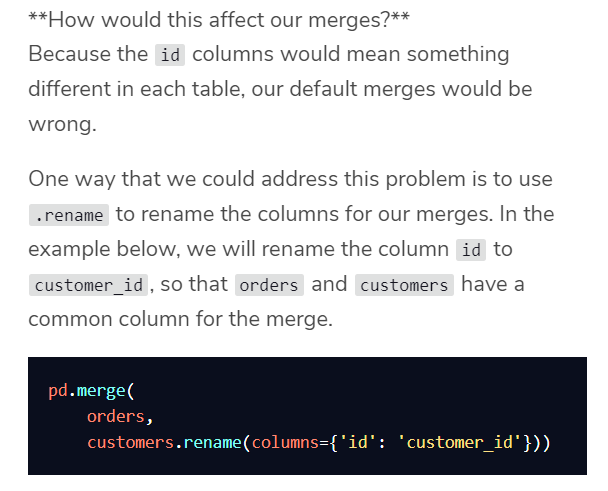 **How would this affect our merges?**
Because the id columns would mean something
different in each table, our default merges would be
wrong.
One way that we could address this problem is to use
.rename to rename the columns for our merges. In the
example below, we will rename the column id to
customer_id, so that orders and customers have a
common column for the merge.
pd.merge(
    orders,
    customers.rename(columns={'id': 'customer_id'}))